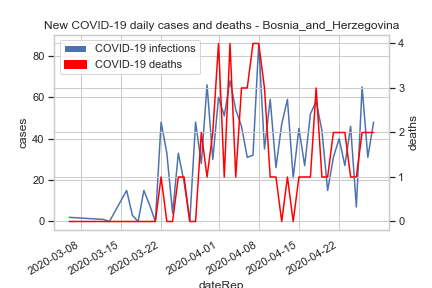 New COVID-19 daily cases and deaths - Bosnia_and_Herzegovina
COVID-19 infections
COVID-19 deaths
80
60
40
20
0
cases
4
3
2
1
0
deaths
2020-03-08
2020-03-15
2020-03-22
2020-04-01
2020-04-08
2020-04-15
2020-04-22
dateRep